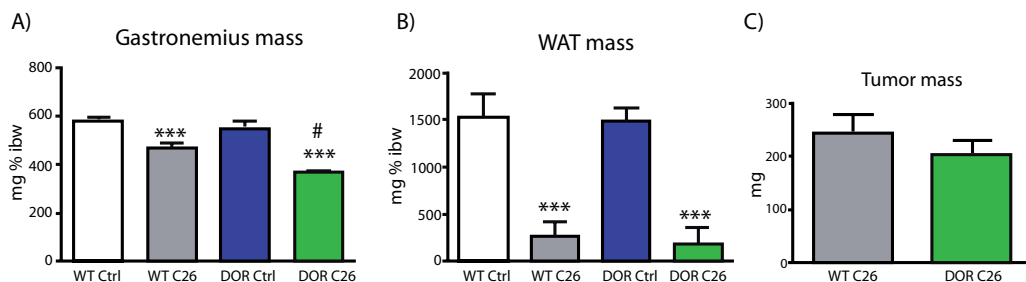 A)
Gastronemius mass
800
600
400
200
0
mg % ibw
***
#
***
WT Ctrl WT C26 DOR Ctrl DOR C26
B)
WAT mass
2000
1500
1000
500
0
mg % ibw
***
***
WT Ctrl WT C26 DOR Ctrl DOR C26
C)
Tumor mass
300
200
100
0
mg
WT C26 DOR C26